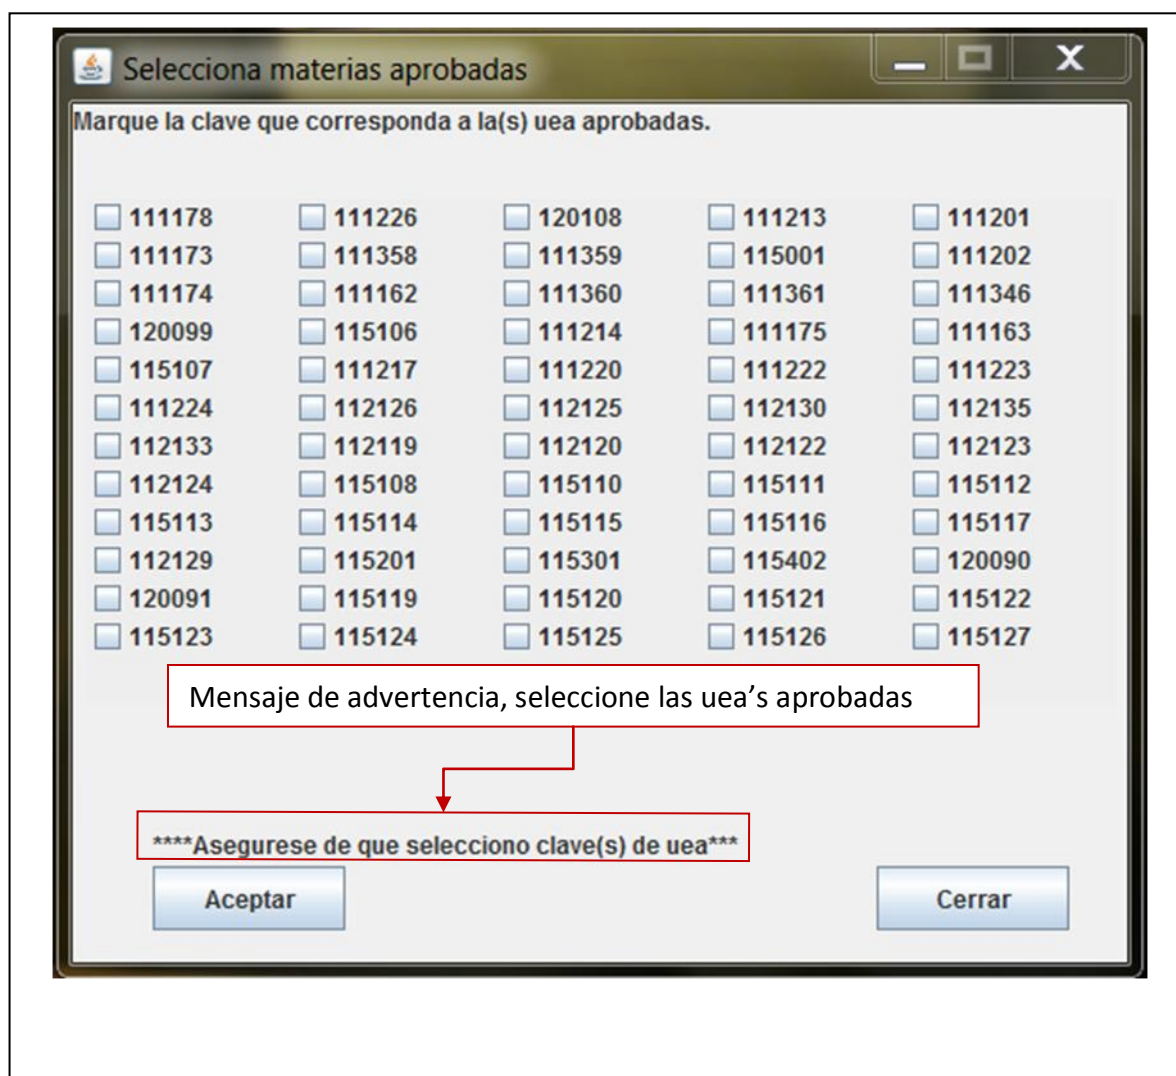 Selecciona materias aprobadas
Marque la clave que corresponda a la(s) uea aprobadas.
111178 111226 120108 111213 111201
111173 111358 111359 115001 111202
111174 111162 111360 111361 111346
120099 115106 111214 111175 111163
115107 111217 111220 111222 111223
111224 112126 112125 112130 112135
112133 112119 112120 112122 112123
112124 115108 115110 115111 115112
115113 115114 115115 115116 115117
112129 115201 115301 115402 120090
120091 115119 115120 115121 115122
115123 115124 115125 115126 115127
Mensaje de advertencia, seleccione las uea’s aprobadas
****Asegurese de que selecciono clave(s) de uea***
Aceptar Cerrar